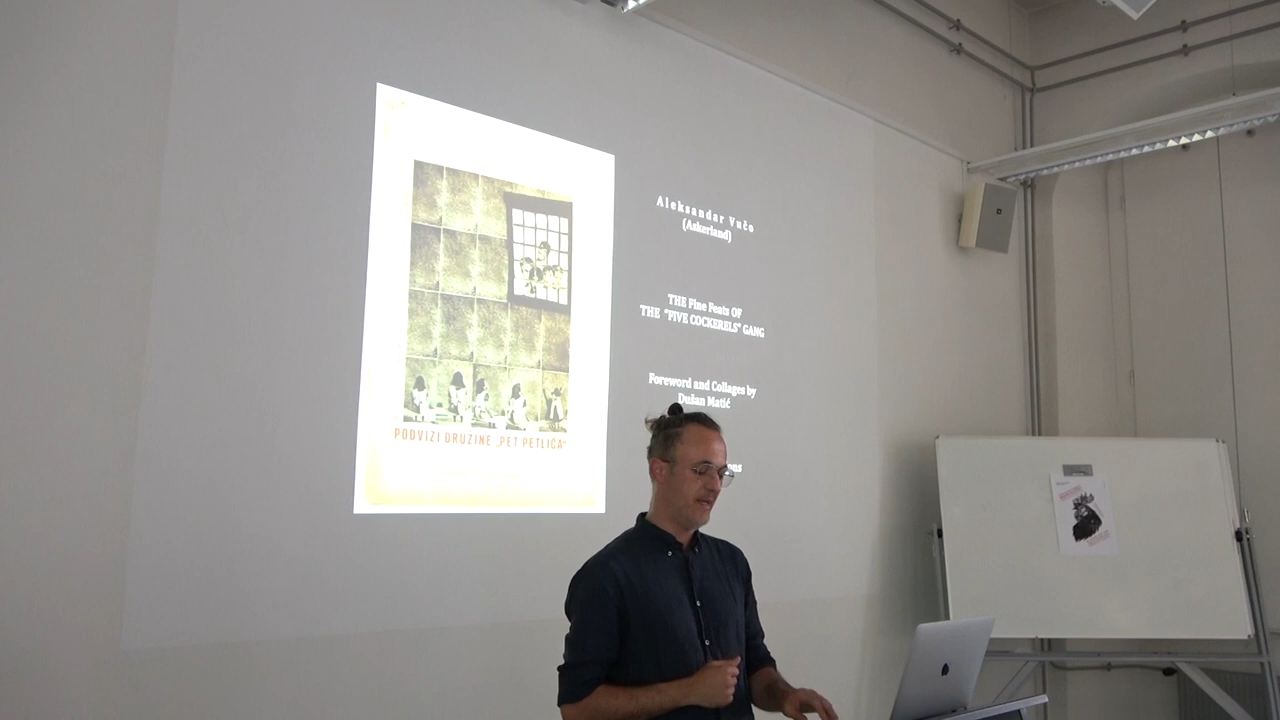 PODVIZI DRUŽINE „PET PETLIĆA"
Aleksandar Vučo
(Askerland)
THE Fine Feats OF
THE "FIVE COCKERELS" GANG
Foreword and Collages by
Dušan Matić